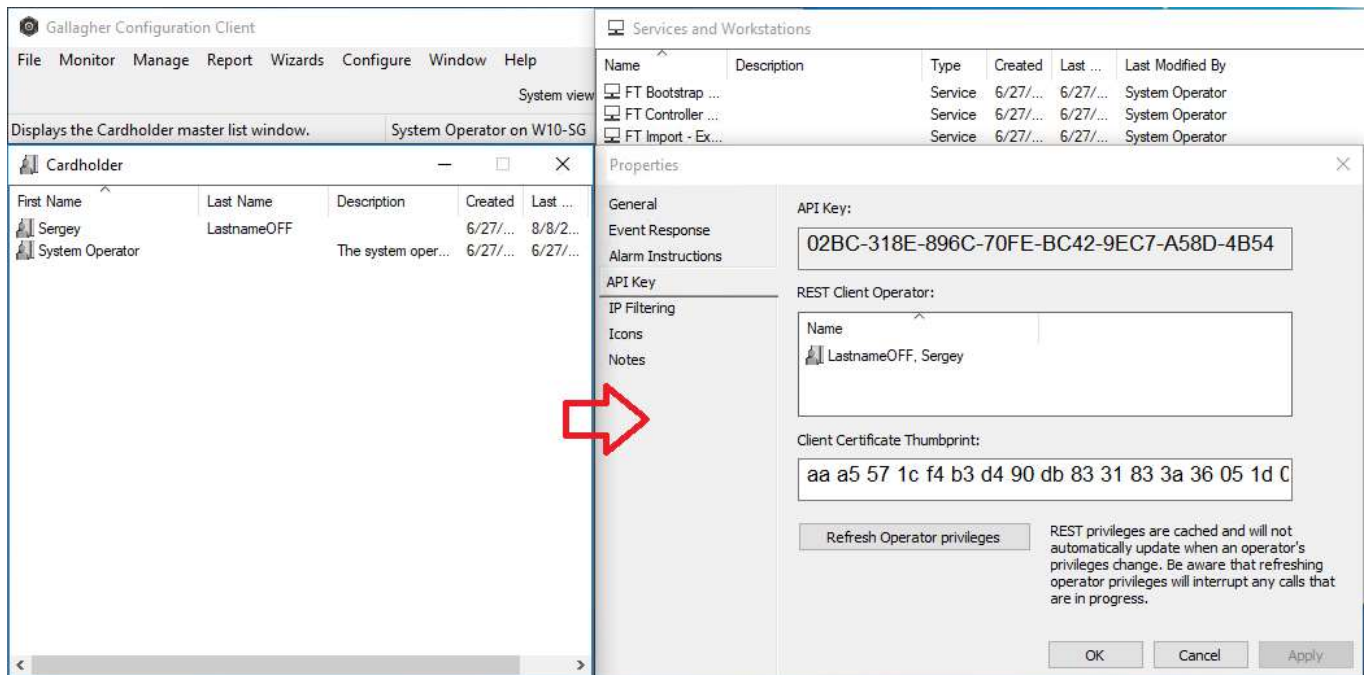 Gallagher Configuration Client
File Monitor Manage Report Wizards Configure Window Help
System view
Displays the Cardholder master list window. System Operator on W10-SG
Services and Workstations
Name Description Type Created Last ... Last Modified By
FT Bootstrap ... Service 6/27/... 6/27/... System Operator
FT Controller ... Service 6/27/... 6/27/... System Operator
FT Import - Ex... Service 6/27/... 6/27/... System Operator
Cardholder
First Name Last Name Description Created Last ...
Sergey LastnameOFF 6/27/... 8/8/2...
System Operator The system oper... 6/27/... 6/27/...
Properties
General
Event Response
Alarm Instructions
API Key
IP Filtering
Icons
Notes
API Key:
02BC-318E-896C-70FE-BC42-9EC7-A58D-4B54
REST Client Operator:
Name
LastnameOFF, Sergey
Client Certificate Thumbprint:
aa a5 57 1c f4 b3 d4 90 db 83 31 83 3a 36 05 1d
Refresh Operator privileges
REST privileges are cached and will not
automatically update when an operator's
privileges change. Be aware that refreshing
operator privileges will interrupt any calls that
are in progress.
OK Cancel Apply